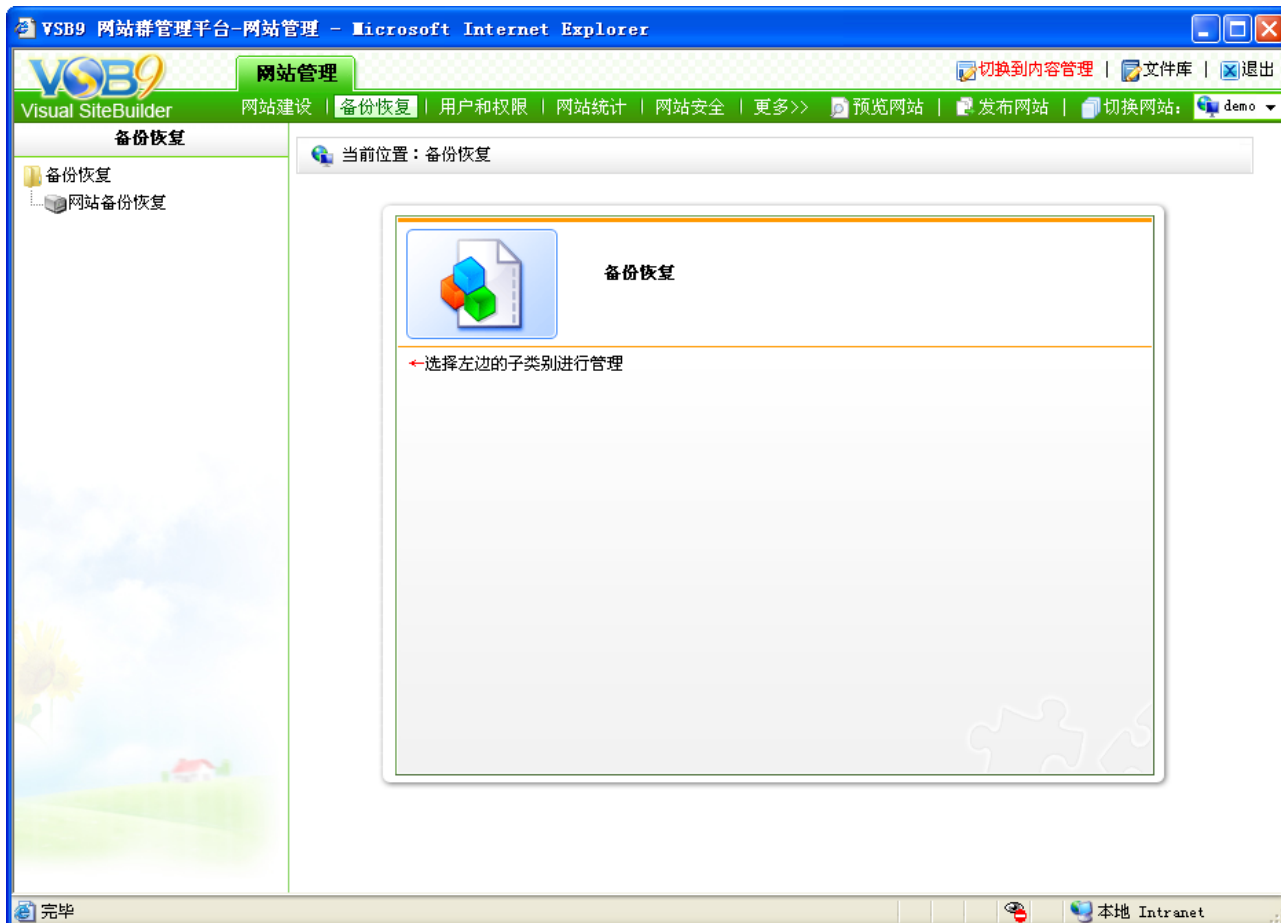 VSB9 网站群管理平台-网站管理 - Microsoft Internet Explorer
VSB9
Visual SiteBuilder
网站管理
切换到内容管理 | 文件库 | 退出
网站建设 | 备份恢复 | 用户和权限 | 网站统计 | 网站安全 | 更多>> 预览网站 | 发布网站 | 切换网站: demo
备份恢复
备份恢复
网站备份恢复
当前位置：备份恢复
备份恢复
←选择左边的子类别进行管理
完毕
本地 Intranet